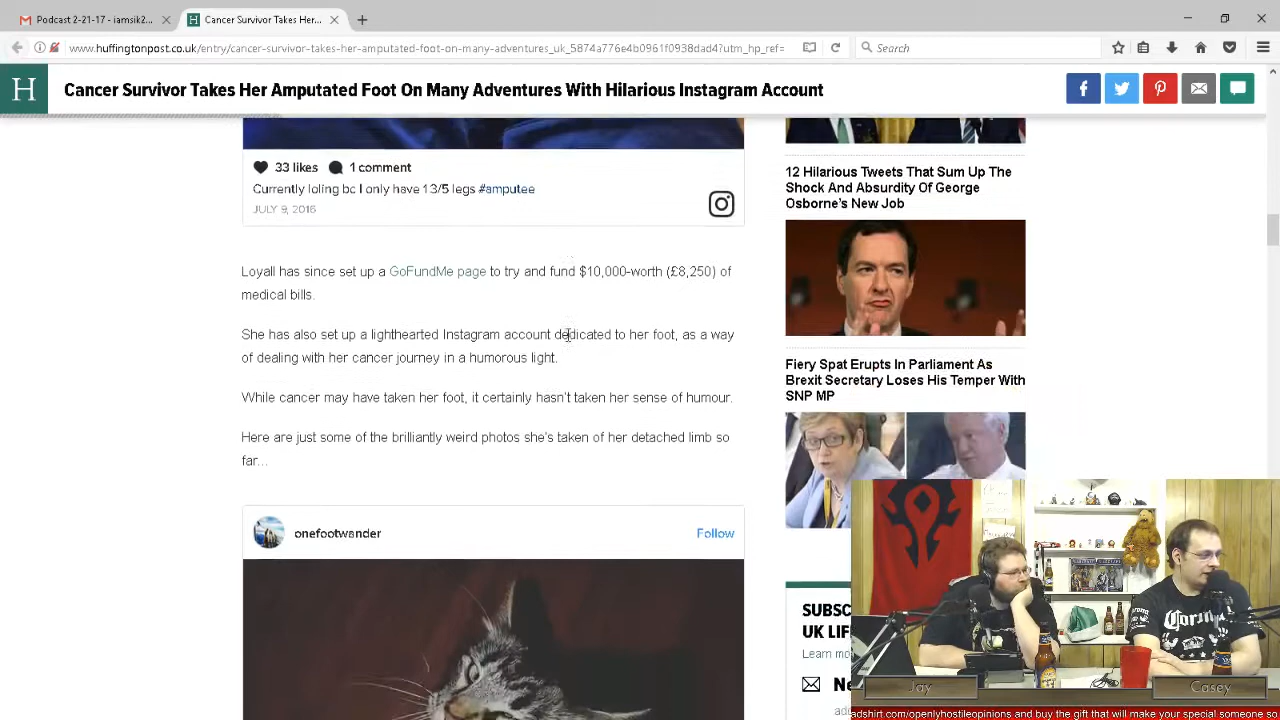 Podcast 2-21-17 - iamsik2...
Cancer Survivor Takes Her...
www.huffingtonpost.co.uk/entry/cancer-survivor-takes-her-amputated-foot-on-many-adventures_uk_5874a776e4b0961f0938dad4?utm_hp_ref=
Search
H Cancer Survivor Takes Her Amputated Foot On Many Adventures With Hilarious Instagram Account
33 likes 1 comment
Currently loling bc I only have 1 3/5 legs #amputee
JULY 9, 2016
Loyall has since set up a GoFundMe page to try and fund $10,000-worth (£8,250) of
medical bills.
She has also set up a lighthearted Instagram account dedicated to her foot, as a way
of dealing with her cancer journey in a humorous light.
While cancer may have taken her foot, it certainly hasn't taken her sense of humour.
Here are just some of the brilliantly weird photos she's taken of her detached limb so
far...
onefootwander
Follow
12 Hilarious Tweets That Sum Up The
Shock And Absurdity Of George
Osborne's New Job
Fiery Spat Erupts In Parliament As
Brexit Secretary Loses His Temper With
SNP MP
SUBSC
UK LIF
Learn mo
Ne
ad
Jay
Casey
adshirt.com/openlyhostileopinions and buy the gift that will make your special someone so